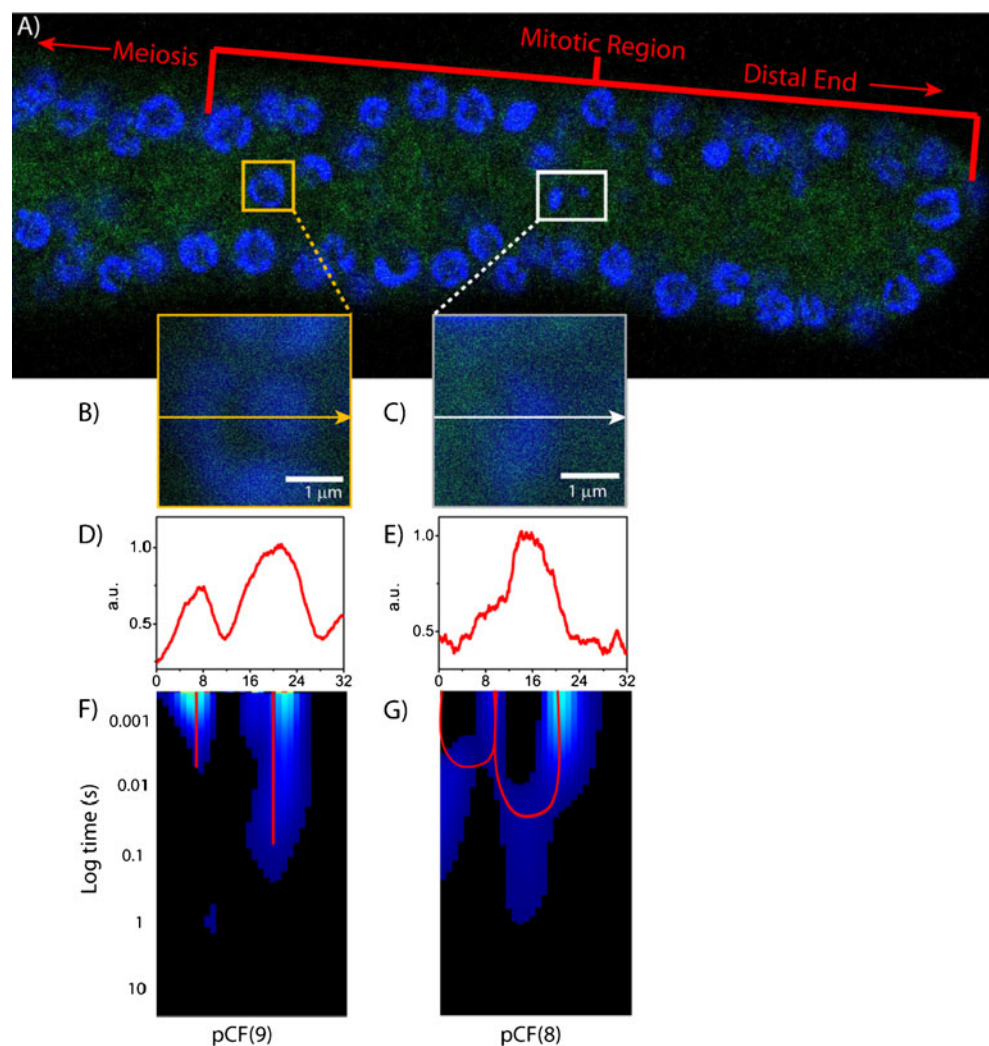 A)
Meiosis
Mitotic Region
Distal End
B)
1 μm
C)
1 μm
D)
1.0
0.5
a.u.
0 8 16 24 32
E)
1.0
0.5
a.u.
0 8 16 24 32
F)
0.001
0.01
0.1
1
10
Log time (s)
pCF(9)
G)
pCF(8)